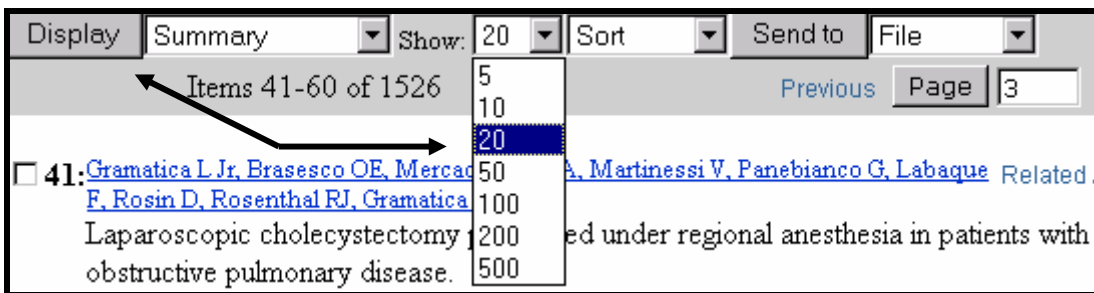 Display Summary Show: 20 Sort Send to File
Items 41-60 of 1526 Previous Page 3
5
10
20
50
100
200
500
41: Gramatica L Jr, Brasesco OE, Merca A, Martinessi V, Panebianco G, Labaque Related
F, Rosin D, Rosenthal RJ, Gramatica
Laparoscopic cholecystectomy ed under regional anesthesia in patients with
obstructive pulmonary disease.